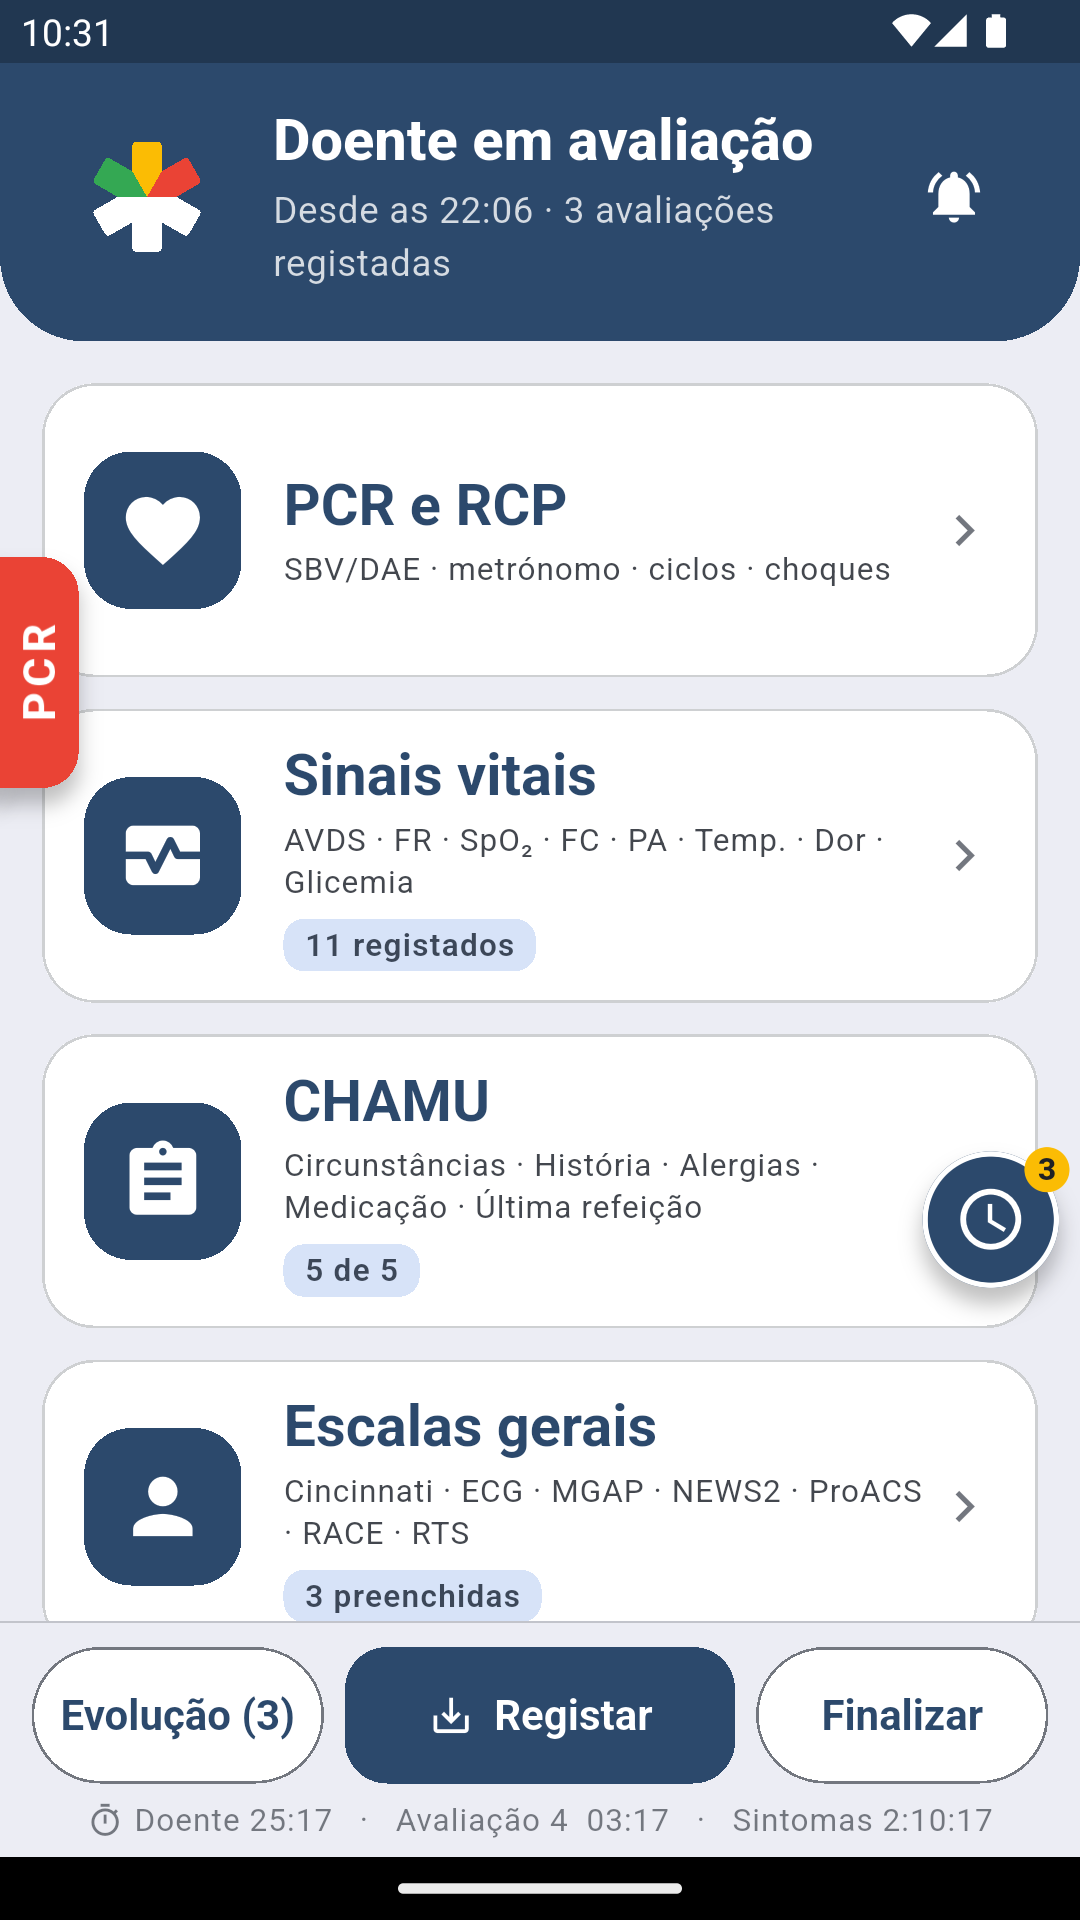 10:31
Doente em avaliação
Desde as 22:06 · 3 avaliações
registadas
PCR e RCP
SBV/DAE · metrónomo · ciclos · choques
PCR
Sinais vitais
AVDS · FR · SpO₂ · FC · PA · Temp. · Dor ·
Glicemia
11 registados
CHAMU
Circunstâncias · História · Alergias ·
Medicação · Última refeição
3
5 de 5
Escalas gerais
Cincinnati · ECG · MGAP · NEWS2 · ProACS
· RACE · RTS
3 preenchidas
Evolução (3)
Registar
Finalizar
Doente 25:17 · Avaliação 4 03:17 · Sintomas 2:10:17